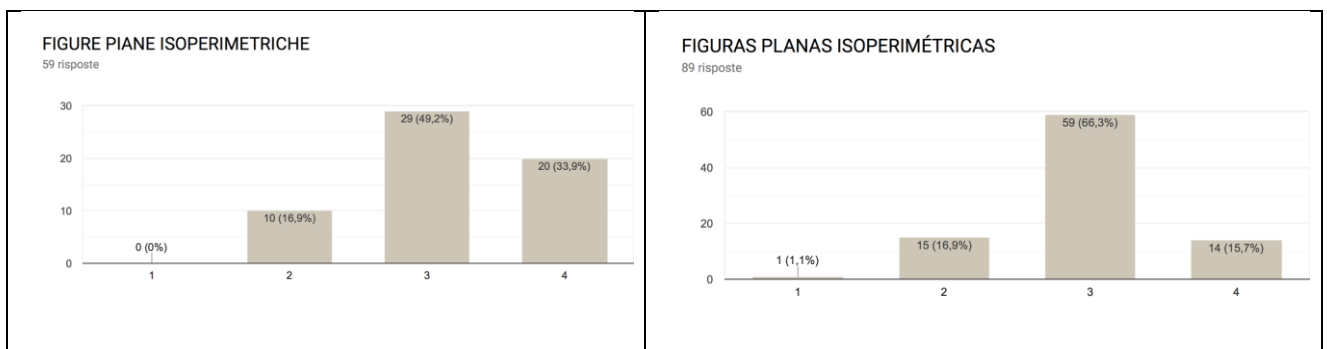 FIGURE PIANE ISOPERIMETRICHE
59 risposte
30
20
10
0
0 (0%)
10 (16,9%)
29 (49,2%)
20 (33,9%)
1 2 3 4
FIGURAS PLANAS ISOPERIMÉTRICAS
89 risposte
60
40
20
0
1 (1,1%)
15 (16,9%)
59 (66,3%)
14 (15,7%)
1 2 3 4